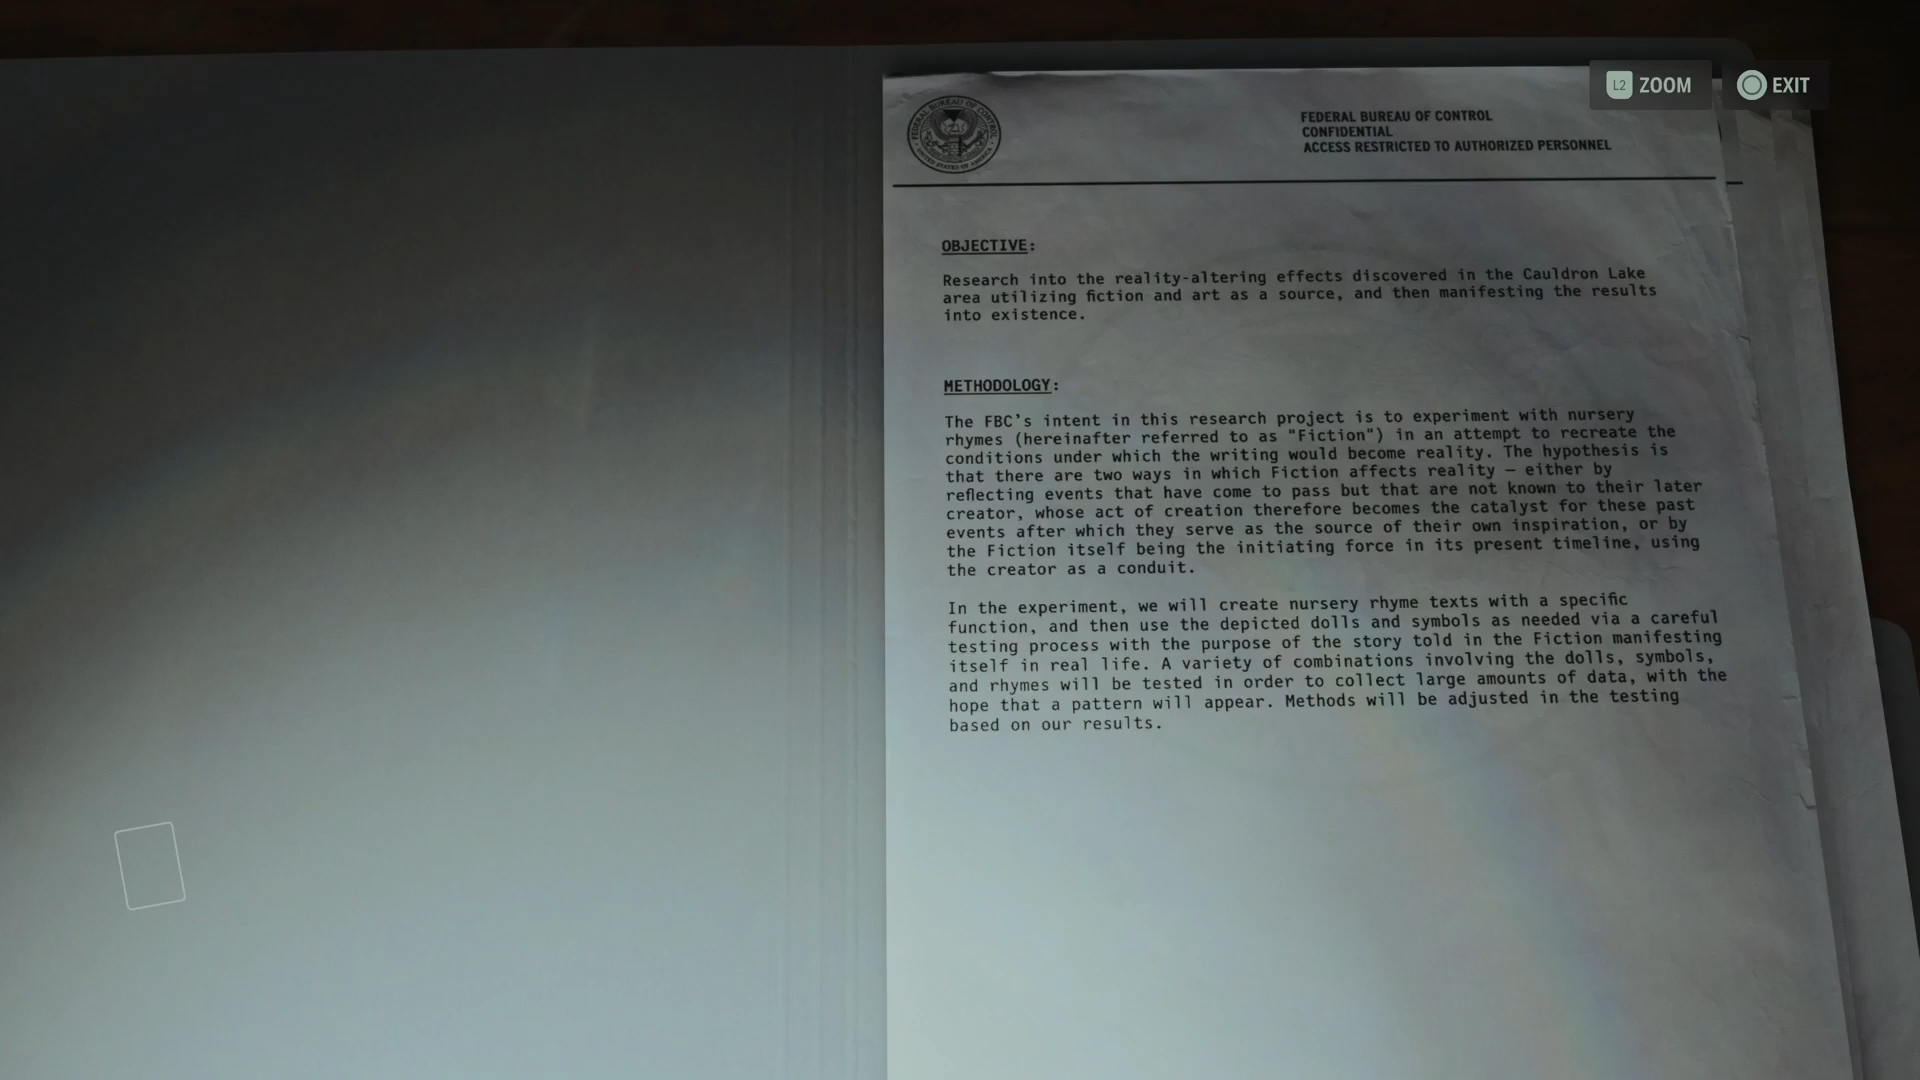 L2 ZOOM
EXIT
FEDERAL BUREAU OF CONTROL
UNITED STATES OF AMERICA
FEDERAL BUREAU OF CONTROL
CONFIDENTIAL
ACCESS RESTRICTED TO AUTHORIZED PERSONNEL
OBJECTIVE:
Research into the reality-altering effects discovered in the Cauldron Lake
area utilizing fiction and art as a source, and then manifesting the results
into existence.
METHODOLOGY:
The FBC's intent in this research project is to experiment with nursery
rhymes (hereinafter referred to as "Fiction") in an attempt to recreate the
conditions under which the writing would become reality. The hypothesis is
that there are two ways in which Fiction affects reality — either by
reflecting events that have come to pass but that are not known to their later
creator, whose act of creation therefore becomes the catalyst for these past
events after which they serve as the source of their own inspiration, or by
the Fiction itself being the initiating force in its present timeline, using
the creator as a conduit.
In the experiment, we will create nursery rhyme texts with a specific
function, and then use the depicted dolls and symbols as needed via a careful
testing process with the purpose of the story told in the Fiction manifesting
itself in real life. A variety of combinations involving the dolls, symbols,
and rhymes will be tested in order to collect large amounts of data, with the
hope that a pattern will appear. Methods will be adjusted in the testing
based on our results.